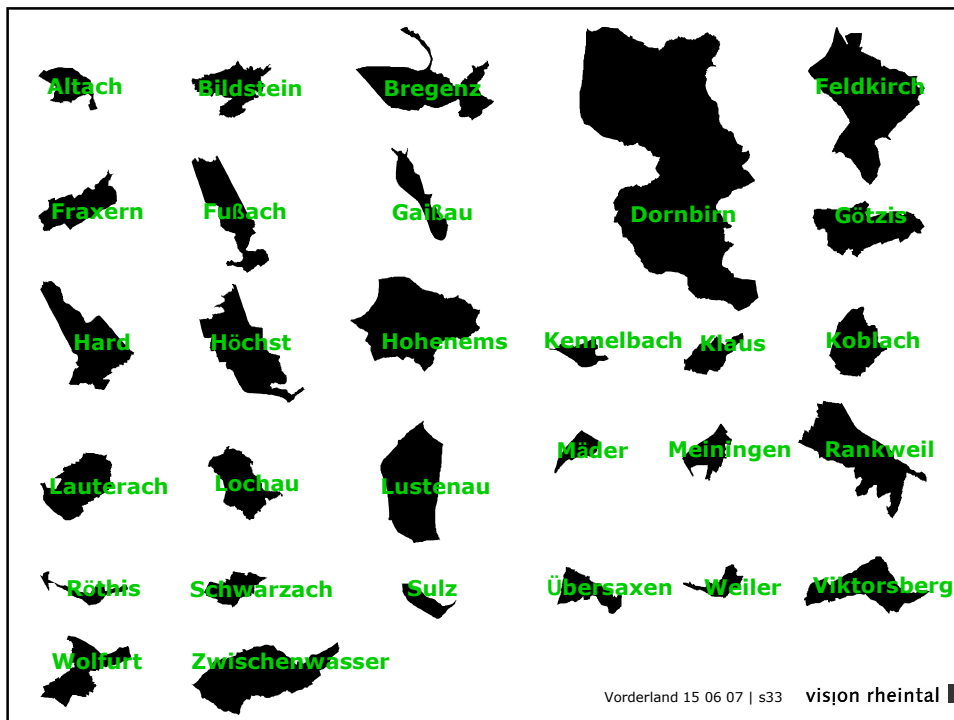 Altach Bildstein Bregenz Feldkirch
Fraxern Fußach Gaißau Dornbirn Götzis
Hard Höchst Hohenems Kennelbach Klaus Koblach
Lauterach Lochau Lustenau Mäder Meiningen Rankweil
Röthis Schwarzach Sulz Übersaxen Weiler Viktorsberg
Wolfurt Zwischenwasser
Vorderland 15 06 07 | s33 vision rheintal